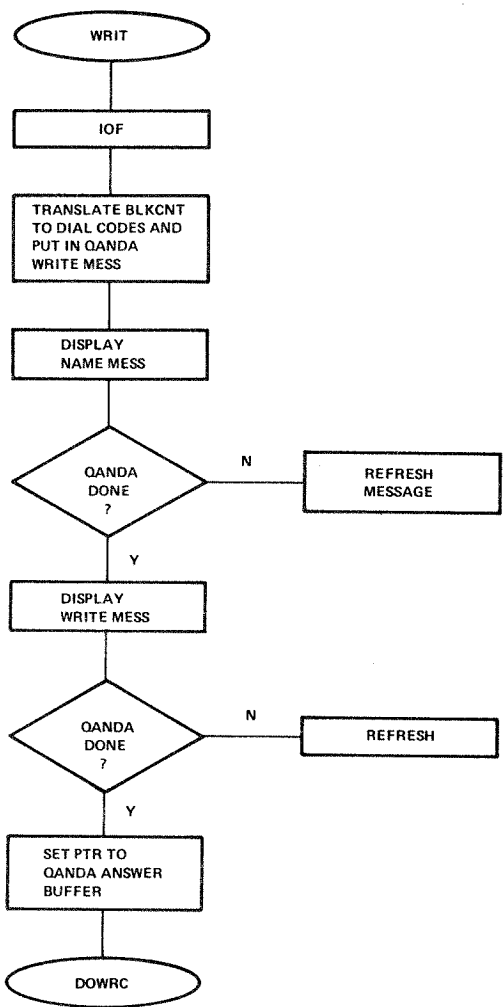 WRIT
IOF
TRANSLATE BLKCNT
TO DIAL CODES AND
PUT IN QANDA
WRITE MESS
DISPLAY
NAME MESS
QANDA
DONE
?
N
REFRESH
MESSAGE
Y
DISPLAY
WRITE MESS
QANDA
DONE
?
N
REFRESH
Y
SET PTR TO
QANDA ANSWER
BUFFER
DOWRC